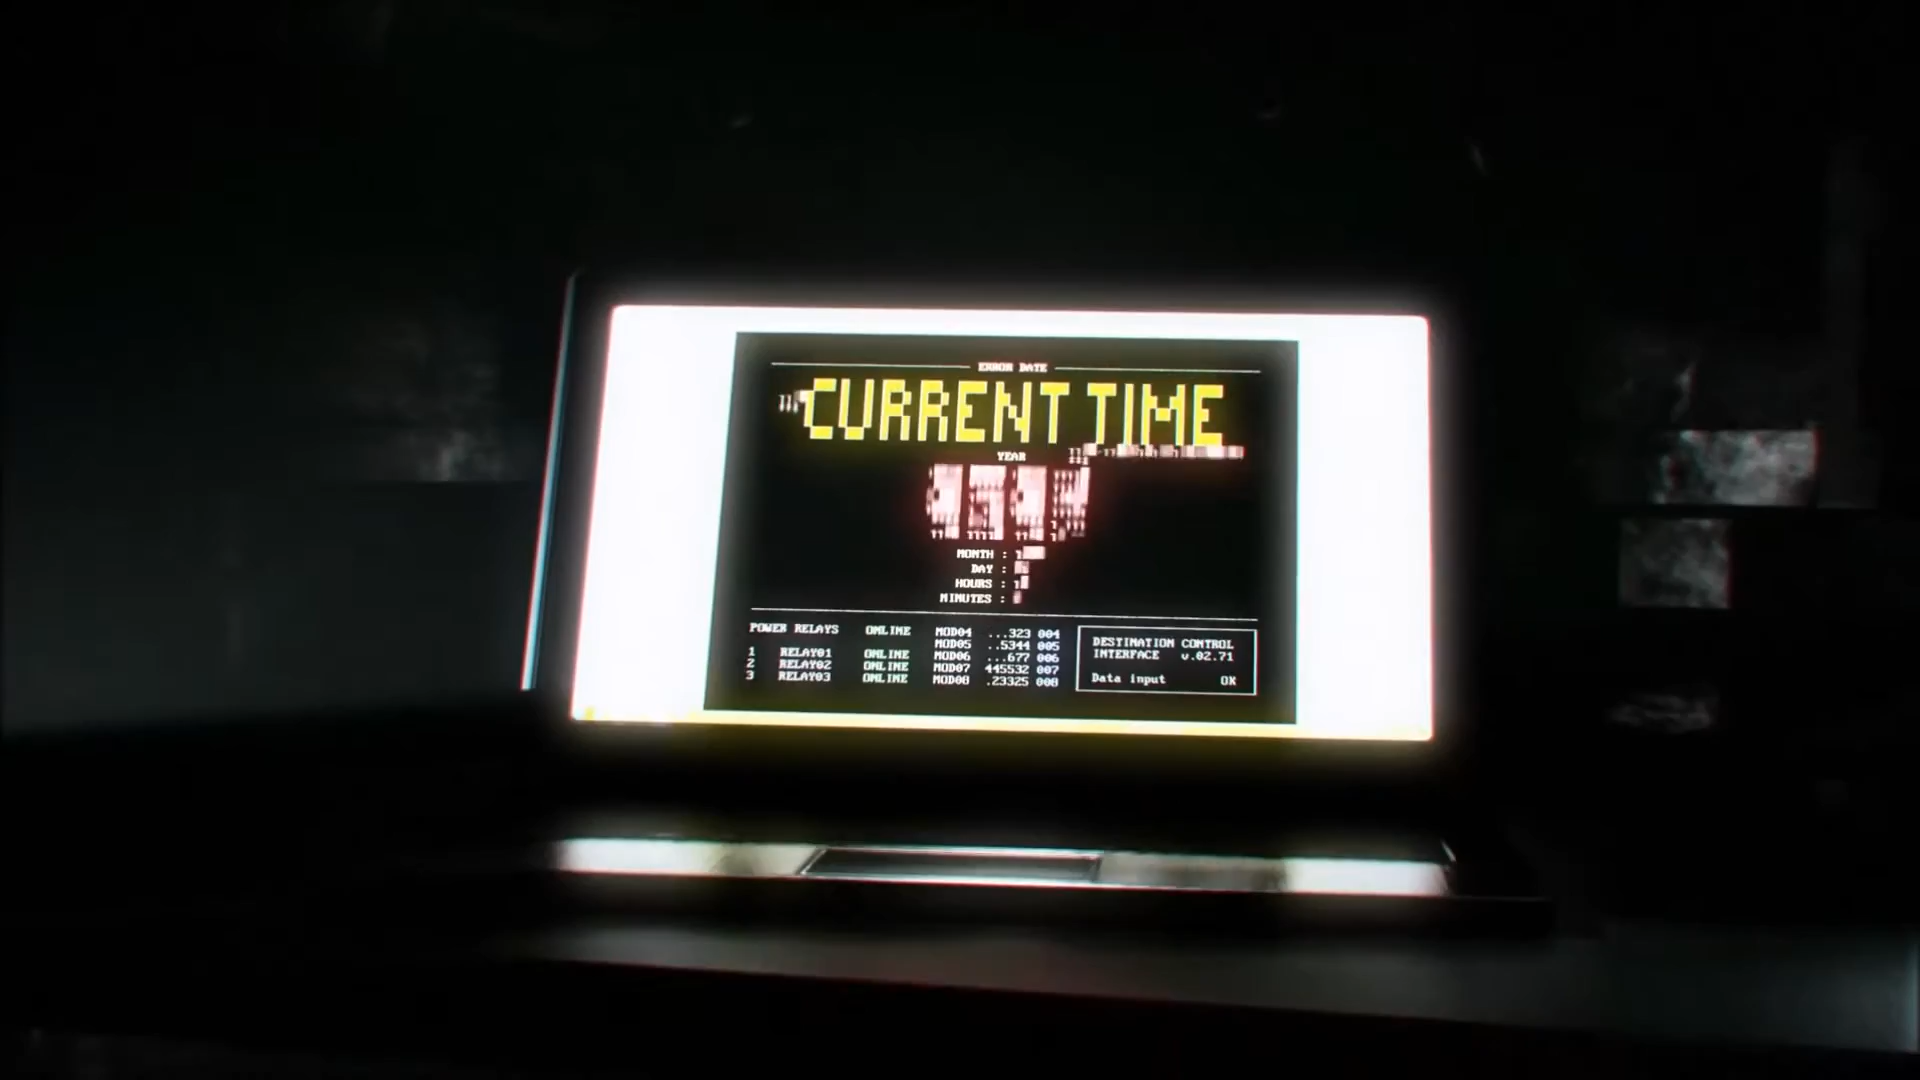 ERROR DATE
CURRENT TIME
YEAR
MONTH :
DAY :
HOURS :
MINUTES :
POWER RELAYS ONLINE
1 RELAY01 ONLINE
2 RELAY02 ONLINE
3 RELAY03 ONLINE
MOD04 ...323 004
MOD05 ..5344 005
MOD06 ...677 006
MOD07 445532 007
MOD08 .23325 008
DESTINATION CONTROL
INTERFACE v.02.71
Data input OK